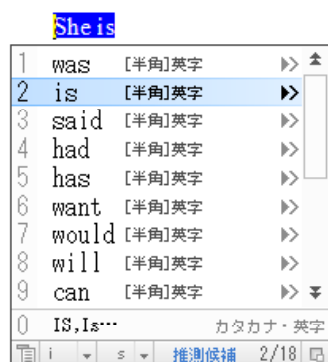 She is
1 was [半角]英字
2 is [半角]英字
3 said [半角]英字
4 had [半角]英字
5 has [半角]英字
6 want [半角]英字
7 would [半角]英字
8 will [半角]英字
9 can [半角]英字
0 IS,Is… カタカナ・英字
i s 推測候補 2/18